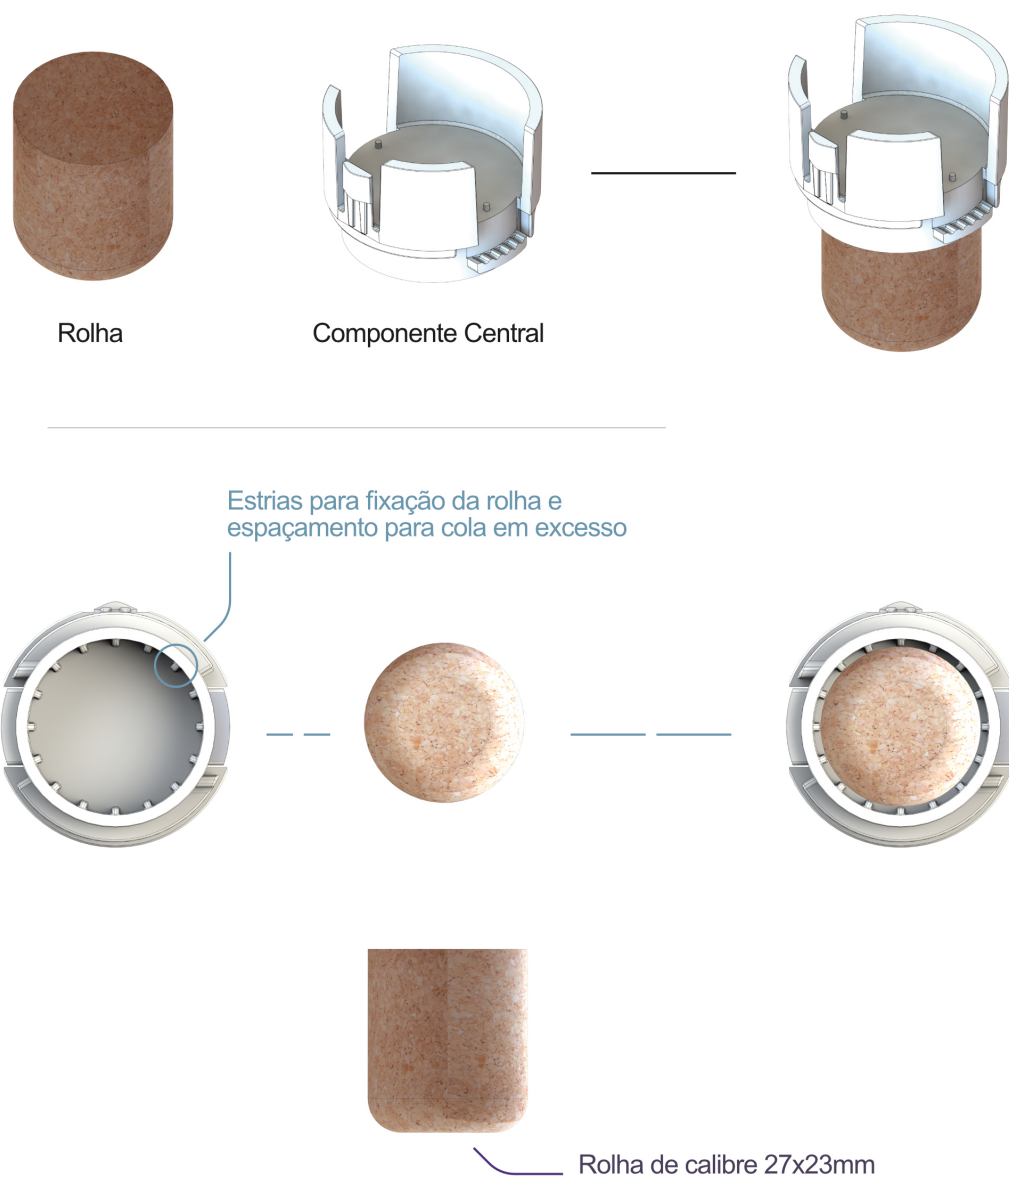 Rolha
Componente Central
Estrias para fixação da rolha e
espaçamento para cola em excesso
Rolha de calibre 27x23mm